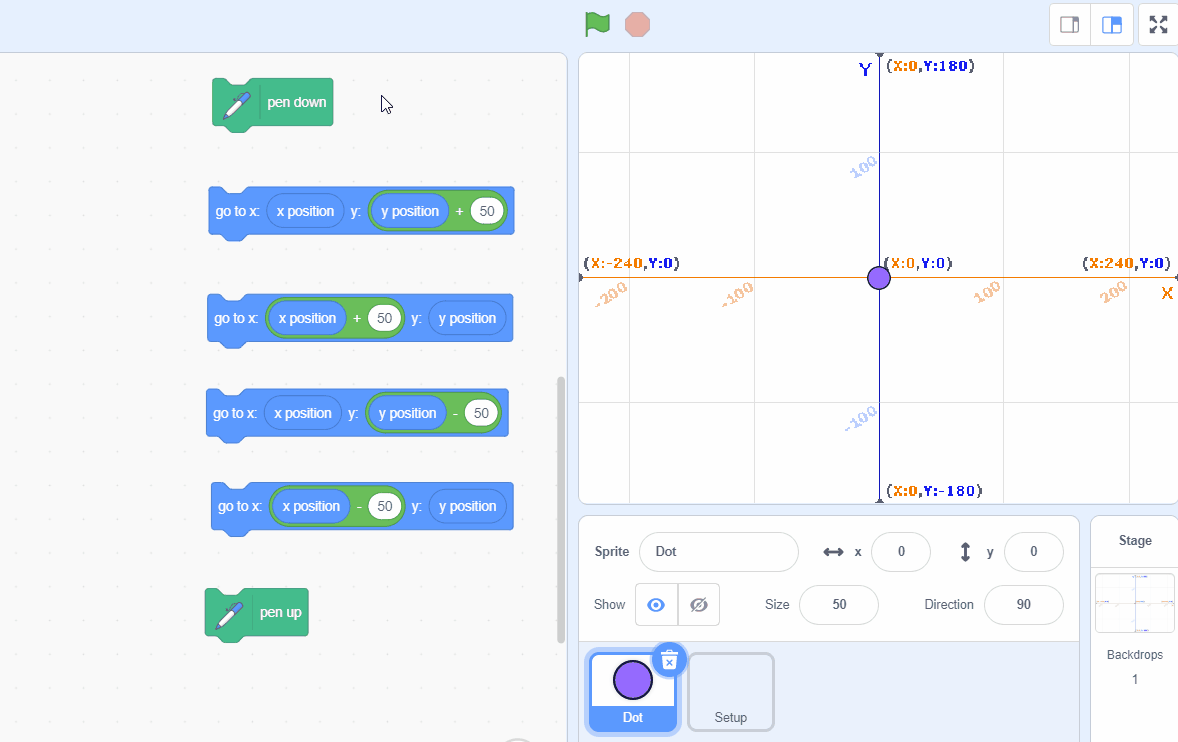 pen down
go to x: x position y: y position + 50
go to x: x position + 50 y: y position
go to x: x position y: y position - 50
go to x: x position - 50 y: y position
pen up
Y (X:0,Y:180)
100
(X:-240,Y:0) (X:0,Y:0) (X:240,Y:0)
-200 -100 100 200 X
-100
(X:0,Y:-180)
Sprite Dot x 0 y 0
Show Size 50 Direction 90
Dot Setup
Stage
Backdrops
1